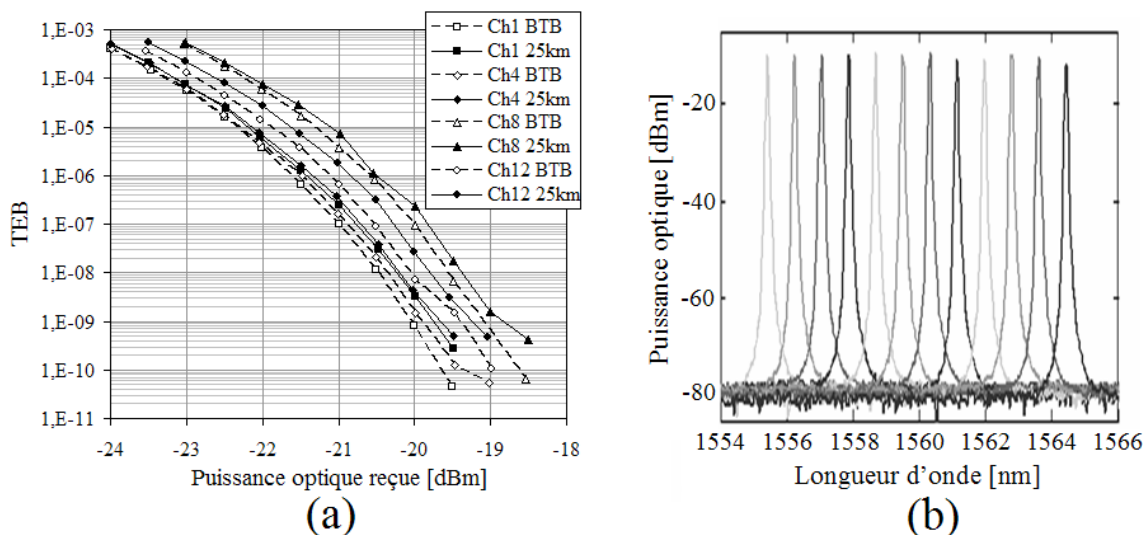 1,E-03
1,E-04
1,E-05
1,E-06
1,E-07
1,E-08
1,E-09
1,E-10
1,E-11
TEB
-24 -23 -22 -21 -20 -19 -18
Puissance optique reçue [dBm]
Ch1 BTB
Ch1 25km
Ch4 BTB
Ch4 25km
Ch8 BTB
Ch8 25km
Ch12 BTB
Ch12 25km
(a)
Puissance optique [dBm]
-20
-40
-60
-80
1554 1556 1558 1560 1562 1564 1566
Longueur d’onde [nm]
(b)